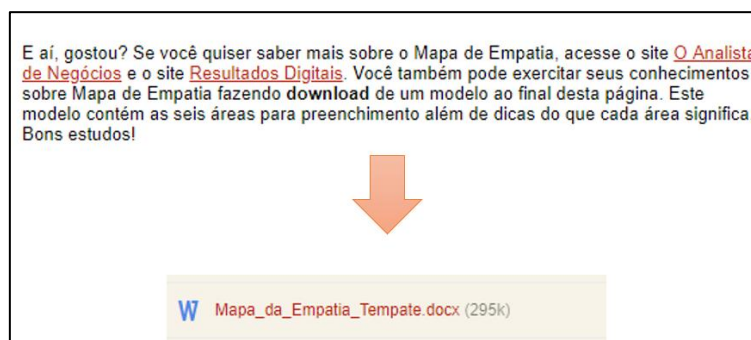 E aí, gostou? Se você quiser saber mais sobre o Mapa de Empatia, acesse o site O Analista
de Negócios e o site Resultados Digitais. Você também pode exercitar seus conhecimentos
sobre Mapa de Empatia fazendo download de um modelo ao final desta página. Este
modelo contém as seis áreas para preenchimento além de dicas do que cada área significa
Bons estudos!
W Mapa_da_Empatia_Tempate.docx (295k)